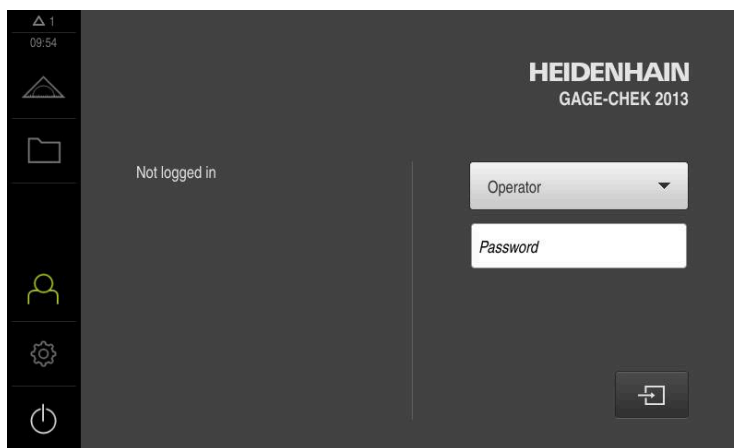 1
09:54
HEIDENHAIN
GAGE-CHEK 2013
Not logged in
Operator
Password